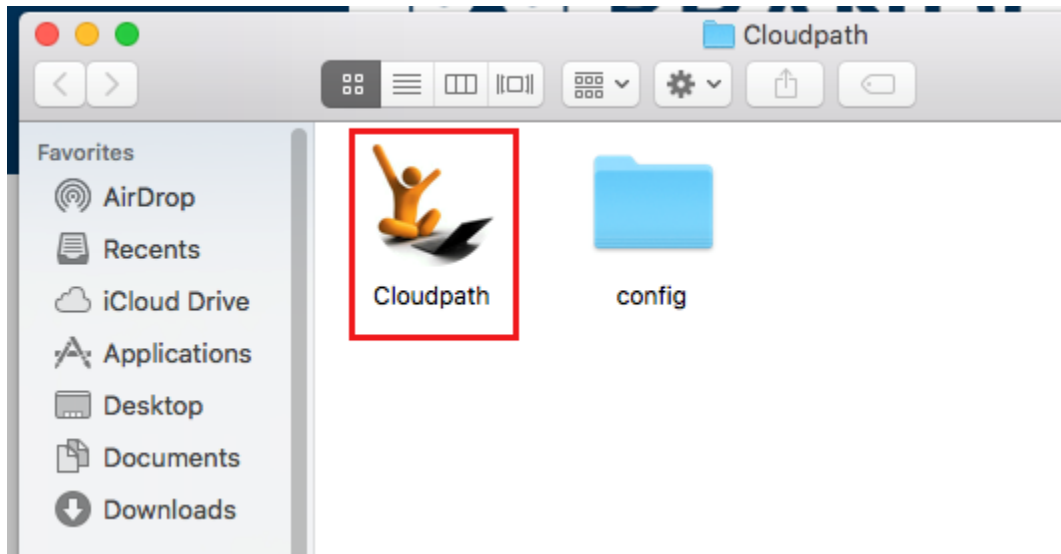 Cloudpath
Favorites
AirDrop
Recents
iCloud Drive
Applications
Desktop
Documents
Downloads
Cloudpath
config